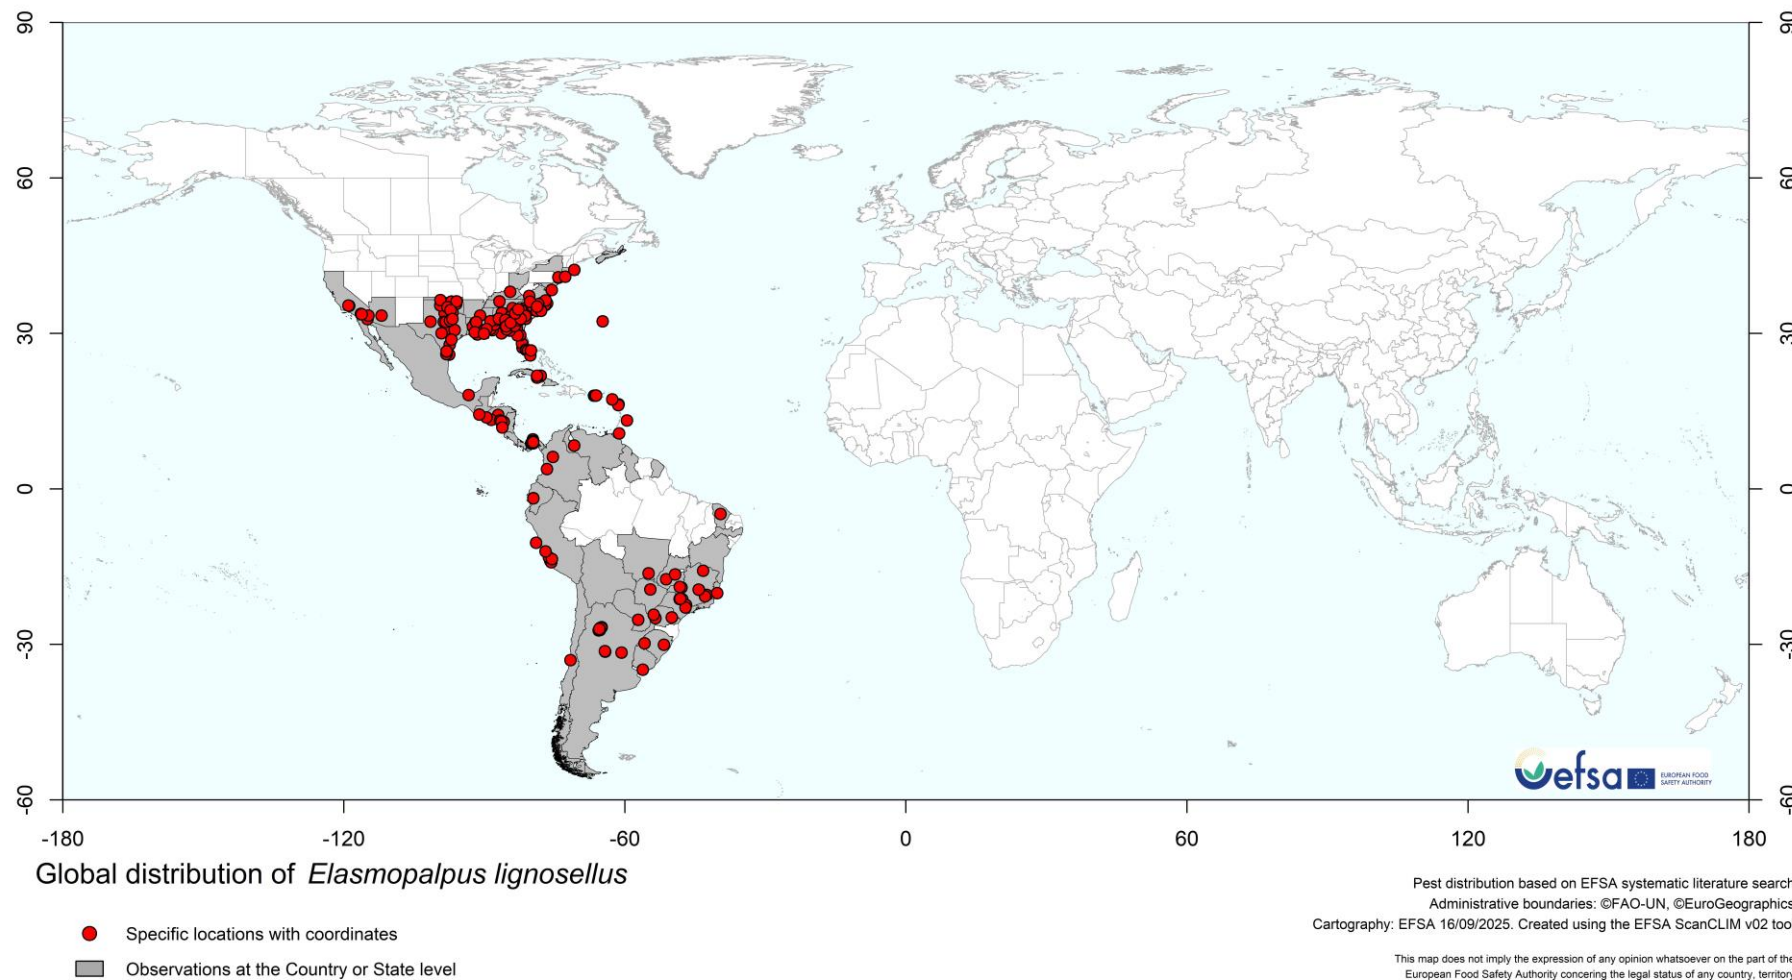 90
90
60
60
30
30
0
0
-30
-30
-60
-60
-180
-120
-60
0
60
120
180
efsa
EUROPEAN FOOD
SAFETY AUTHORITY
Global distribution of Elasmopalpus lignosellus
Specific locations with coordinates
Observations at the Country or State level
Pest distribution based on EFSA systematic literature search
Administrative boundaries: ©FAO-UN, ©EuroGeographics
Cartography: EFSA 16/09/2025. Created using the EFSA ScanCLIM v02 too
This map does not imply the expression of any opinion whatsoever on the part of the
European Food Safety Authority concering the legal status of any country, territory